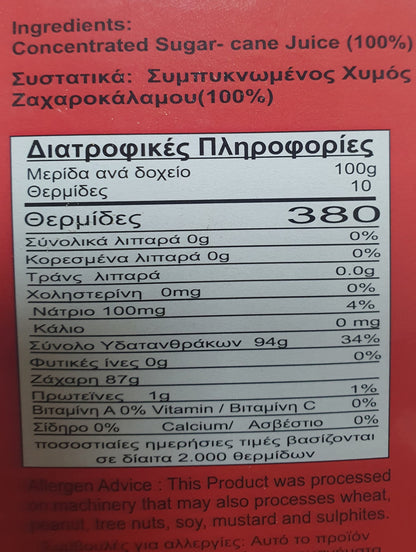 Ingredients:
Concentrated Sugar- cane Juice (100%)
Συστατικά: Συμπυκνωμένος Χυμός
Ζαχαροκάλαμου(100%)
Διατροφικές Πληροφορίες
Μερίδα ανά δοχείο 100g
Θερμίδες 10
Θερμίδες 380
Σύνολικά λιπαρά 0g 0%
Κορεσμένα λιπαρά 0g 0%
Τράνς λιπαρά 0.0g
Χοληστερίνη 0mg 0%
Νάτριο 100mg 4%
Κάλιο 0 mg
Σύνολο Υδατανθράκων 94g 34%
Φυτικές ίνες 0g 0%
Ζάχαρη 87g
Πρωτεΐνες 1g 1%
Βιταμίνη Α 0% Vitamin / Βιταμίνη C 0%
Σίδηρο 0% Calcium/ Ασβέστιο 0%
ποσοστιαίες ημερήσιες τιμές βασίζονται
σε δίαιτα 2.000 θερμίδων
Allergen Advice : This Product was processed
on machinery that may also processes wheat,
peanut, tree nuts, soy, mustard and sulphites.
Συμβουλές για αλλεργίες: Αυτό το προϊόν